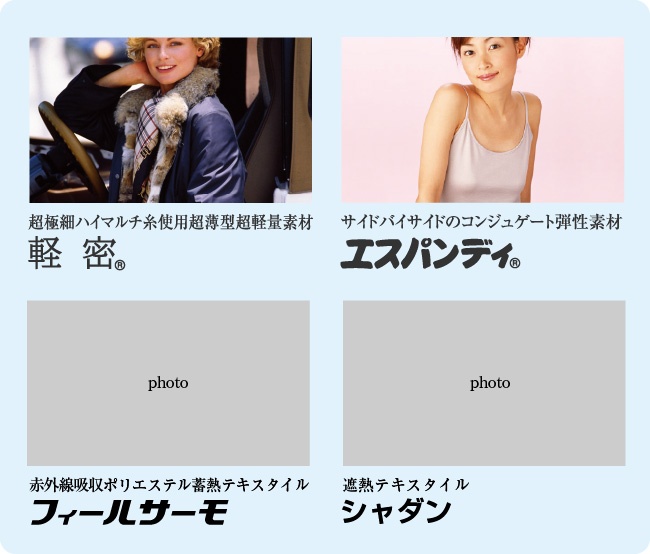 超極細ハイマルチ糸使用超薄型超軽量素材
軽 密®
サイドバイサイドのコンジュゲート弾性素材
エスパンディ®
photo
photo
赤外線吸収ポリエステル蓄熱テキスタイル
フィールサーモ
遮熱テキスタイル
シャダン